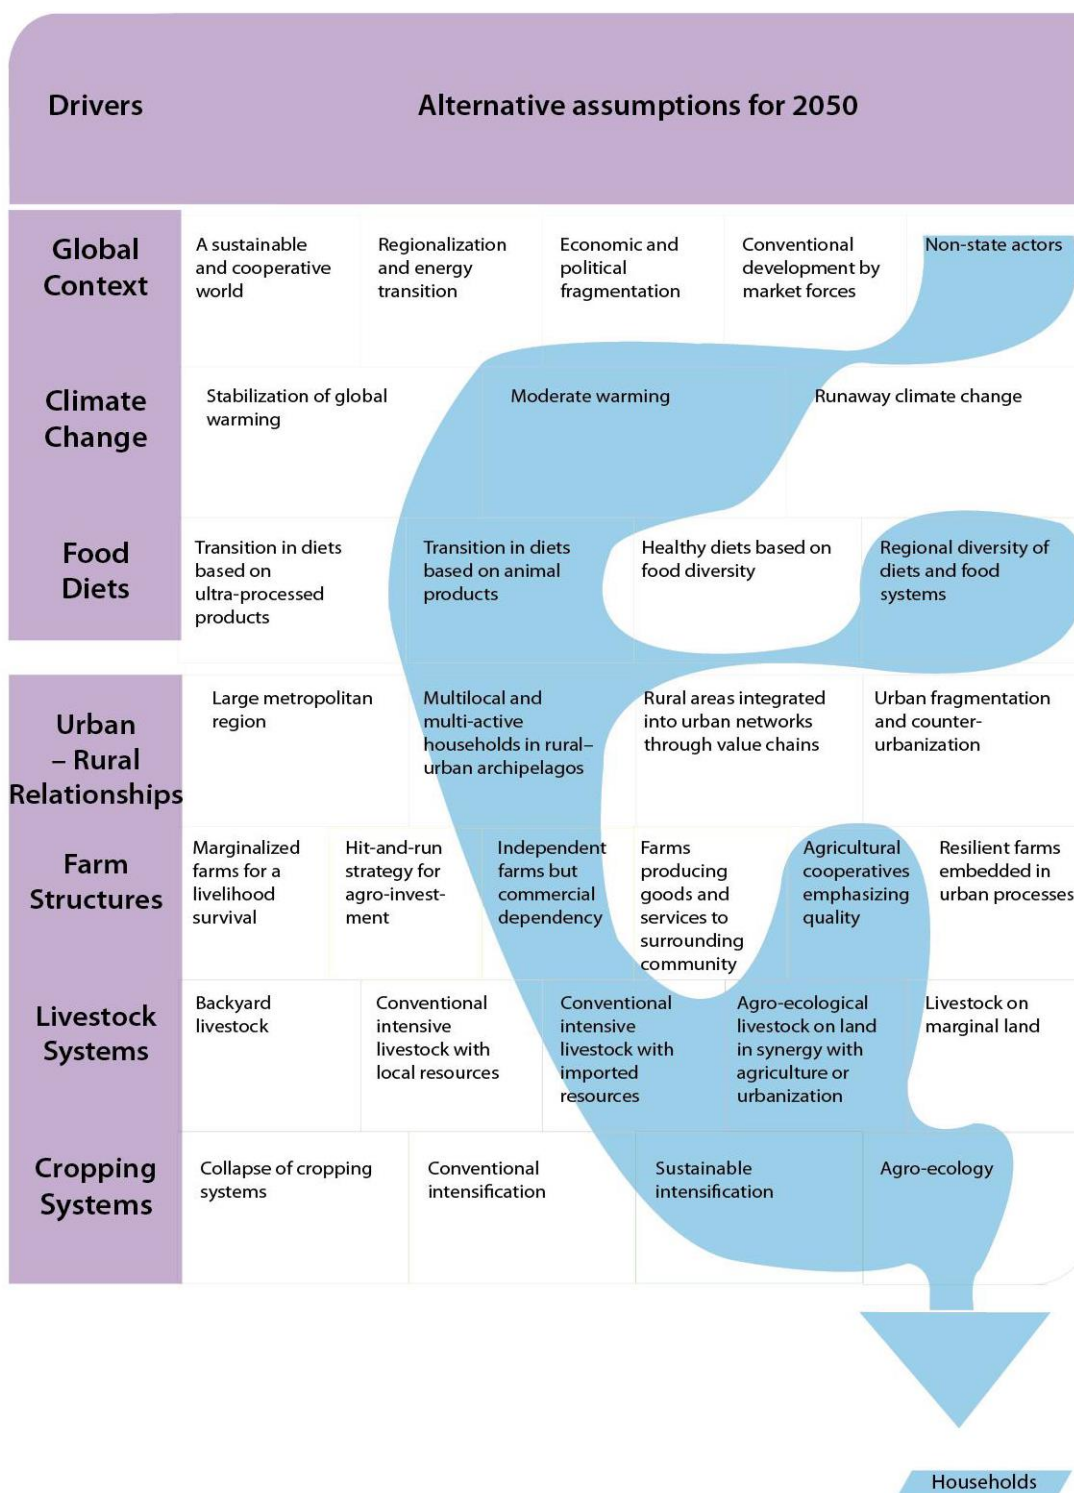 Drivers
Alternative assumptions for 2050
Global
Context
A sustainable
and cooperative
world
Regionalization
and energy
transition
Economic and
political
fragmentation
Conventional
development by
market forces
Non-state actors
Climate
Change
Stabilization of global
warming
Moderate warming
Runaway climate change
Food
Diets
Transition in diets
based on
ultra-processed
products
Transition in diets
based on animal
products
Healthy diets based on
food diversity
Regional diversity of
diets and food
systems
Urban
– Rural
Relationships
Large metropolitan
region
Multilocal and
multi-active
households in rural–
urban archipelagos
Rural areas integrated
into urban networks
through value chains
Urban fragmentation
and counter-
urbanization
Farm
Structures
Marginalized
farms for a
livelihood
survival
Hit-and-run
strategy for
agro-invest-
ment
Independent
farms but
commercial
dependency
Farms
producing
goods and
services to
surrounding
community
Agricultural
cooperatives
emphasizing
quality
Resilient farms
embedded in
urban processes
Livestock
Systems
Backyard
livestock
Conventional
intensive
livestock with
local resources
Conventional
intensive
livestock with
imported
resources
Agro-ecological
livestock on land
in synergy with
agriculture or
urbanization
Livestock on
marginal land
Cropping
Systems
Collapse of cropping
systems
Conventional
intensification
Sustainable
intensification
Agro-ecology
Households